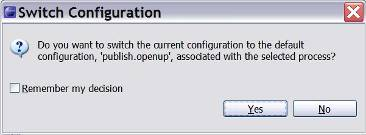 Switch Configuration
Do you want to switch the current configuration to the default
configuration, 'publish.openup', associated with the selected process?
Remember my decision
Yes No